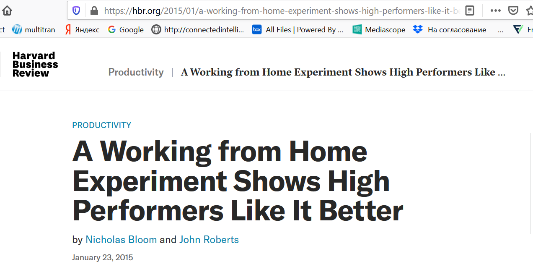 https://hbr.org/2015/01/a-working-from-home-experiment-shows-high-performers-like-it-b
multitran Яндекс Google http://connectedintelli... All Files | Powered By ... Mediascope На согласование
Harvard
Business
Review
Productivity | A Working from Home Experiment Shows High Performers Like ...
PRODUCTIVITY
A Working from Home
Experiment Shows High
Performers Like It Better
by Nicholas Bloom and John Roberts
January 23, 2015